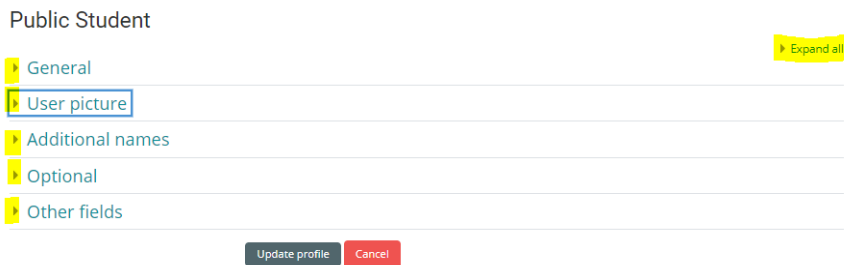 Public Student
Expand all
General
User picture
Additional names
Optional
Other fields
Update profile Cancel